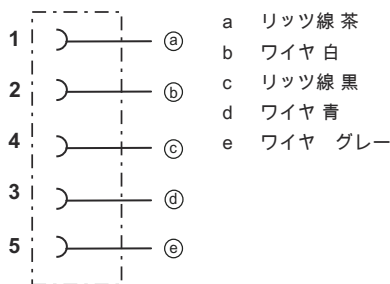 1 ⓐ
2 ⓑ
4 ⓒ
3 ⓓ
5 ⓔ
a リッツ線 茶
b ワイヤ 白
c リッツ線 黒
d ワイヤ 青
e ワイヤ　グレー